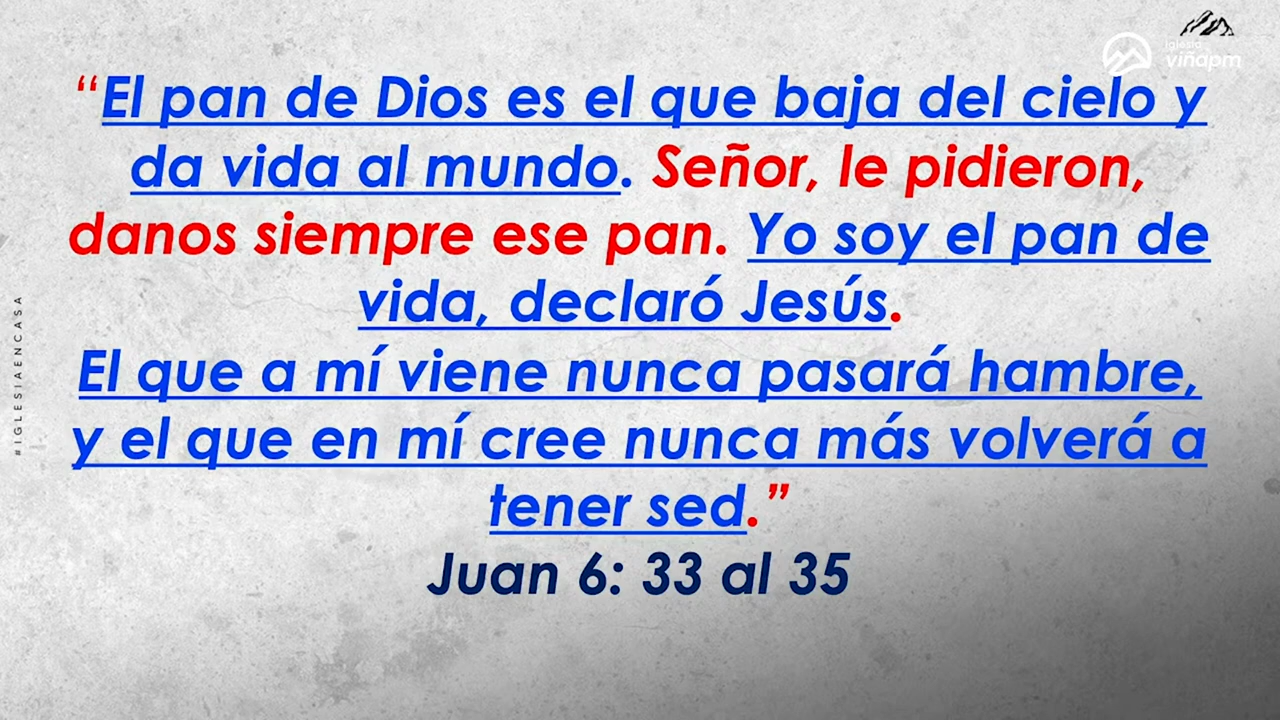 iglesia
viñapm
“El pan de Dios es el que baja del cielo y
da vida al mundo. Señor, le pidieron,
danos siempre ese pan. Yo soy el pan de
vida, declaró Jesús.
El que a mí viene nunca pasará hambre,
y el que en mí cree nunca más volverá a
tener sed.”
Juan 6: 33 al 35
#IGLESIAENCASA